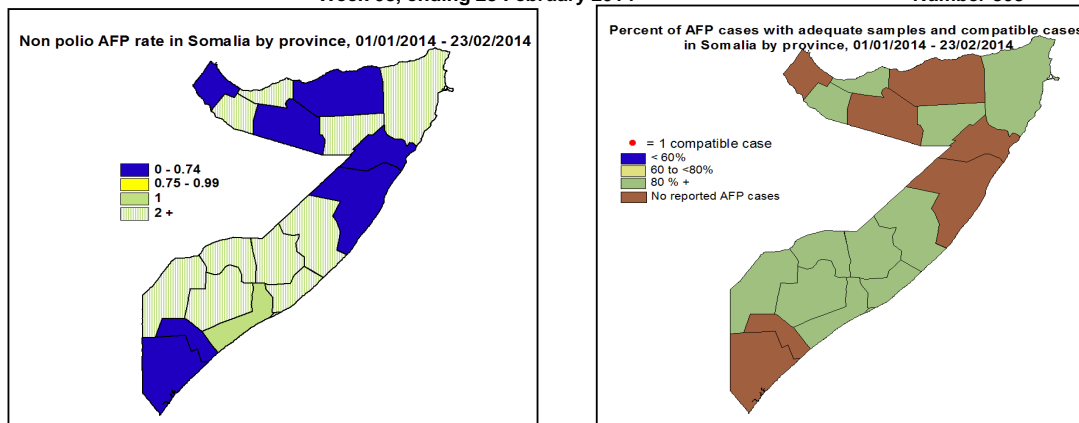 Non polio AFP rate in Somalia by province, 01/01/2014 - 23/02/2014
0 - 0.74
0.75 - 0.99
1
2 +
Percent of AFP cases with adequate samples and compatible cases
in Somalia by province, 01/01/2014 - 23/02/2014
= 1 compatible case
< 60%
60 to <80%
80 % +
No reported AFP cases